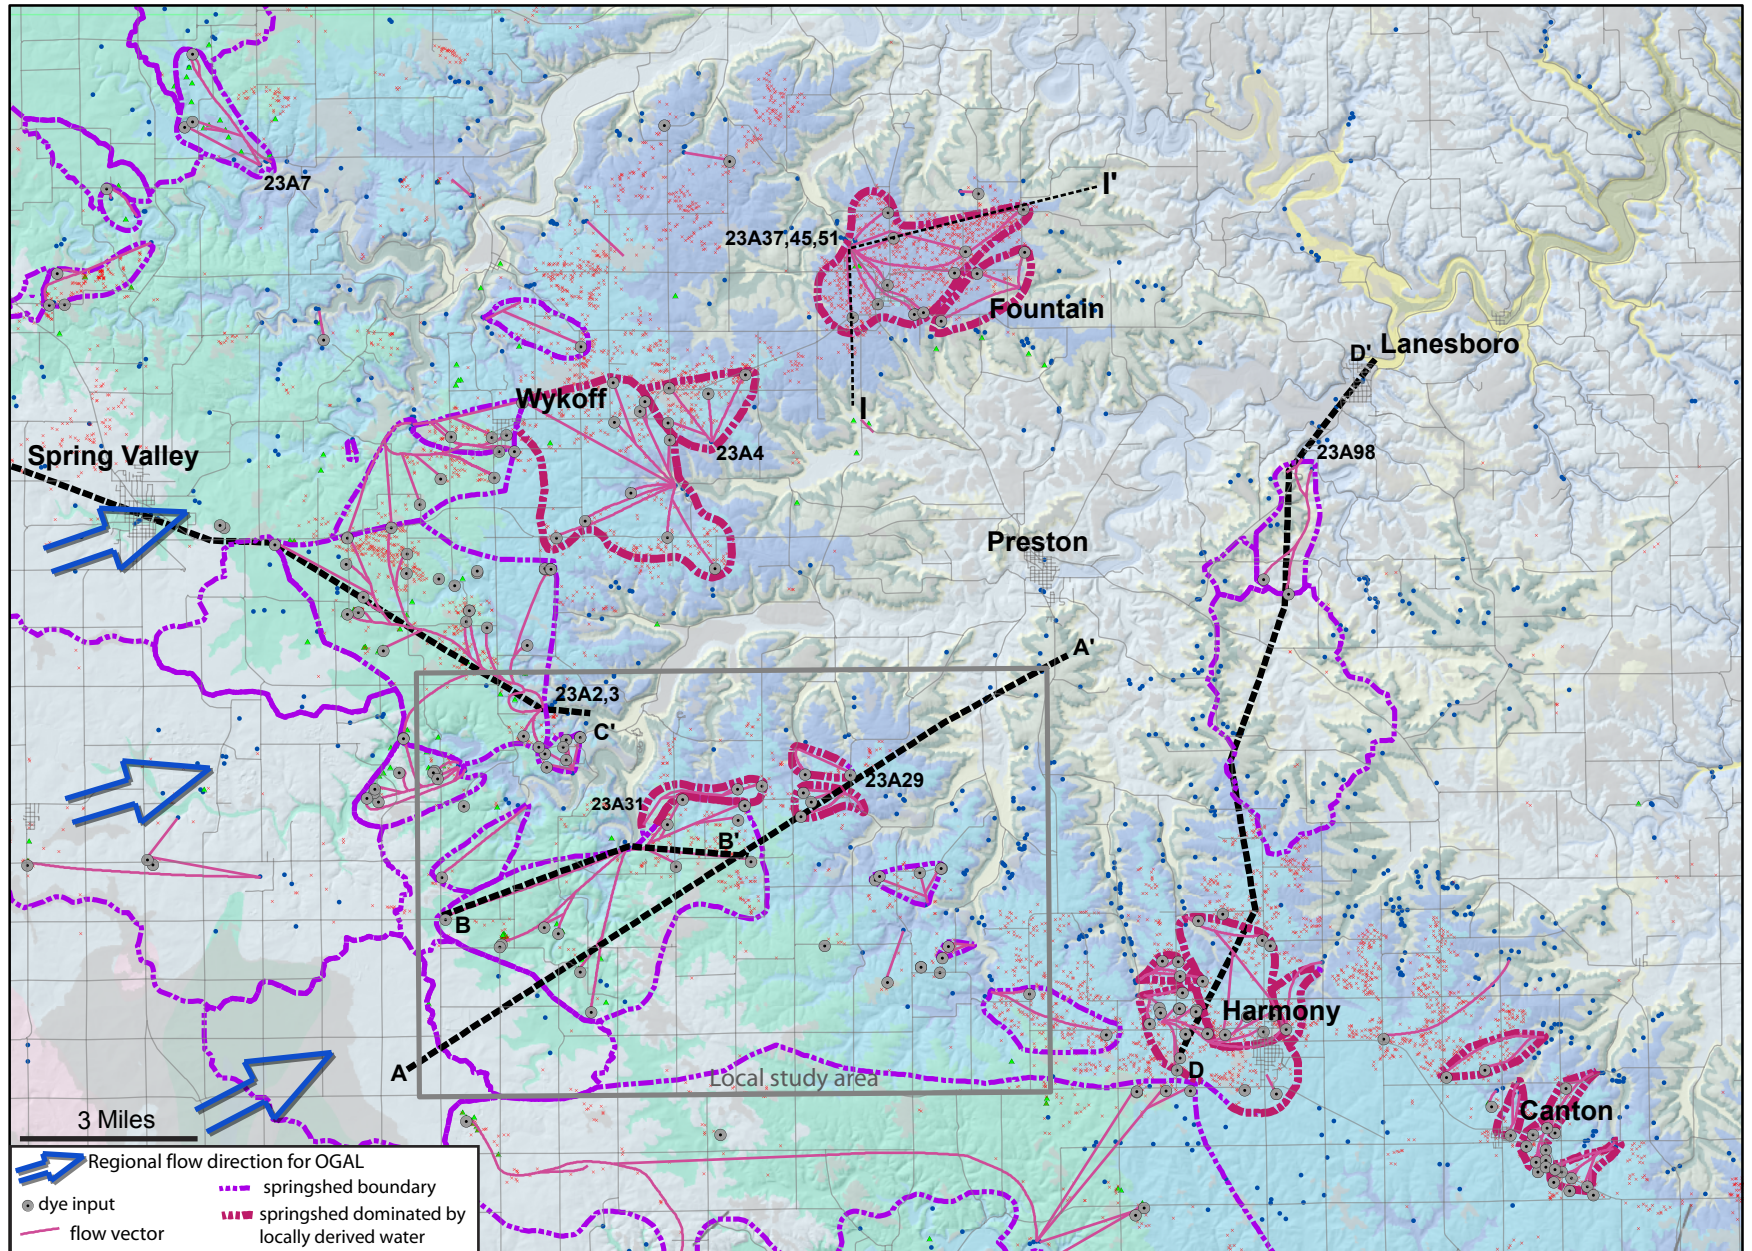 23A7
I'
23A37,45,51
Fountain
D' Lanesboro
Wykoff
I
23A4
Spring Valley
23A98
Preston
A'
23A2,3
C'
23A29
23A31
B'
B
Harmony
A
Local study area
D
Canton
3 Miles
Regional flow direction for OGAL
dye input
springshed boundary
flow vector
springshed dominated by
locally derived water